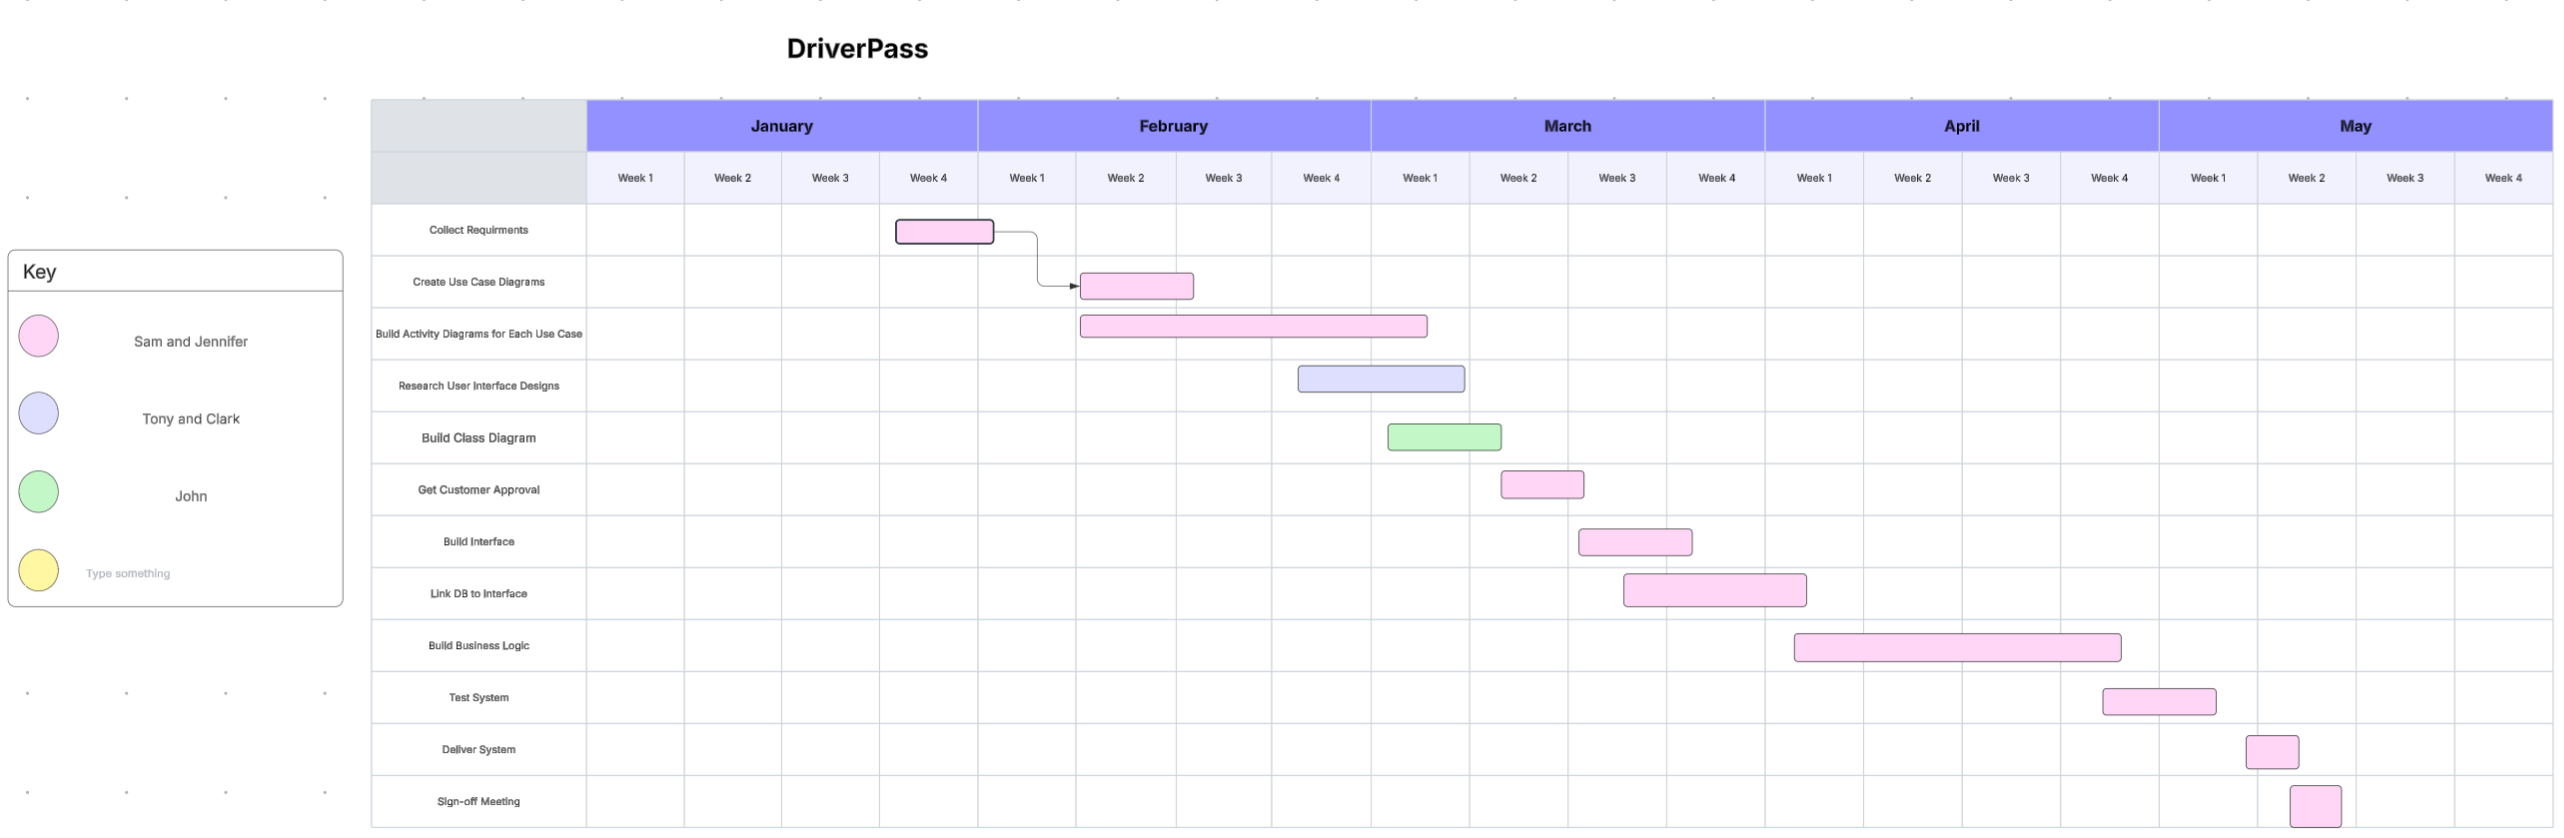 DriverPass
January February March April May
Week 1 Week 2 Week 3 Week 4 Week 1 Week 2 Week 3 Week 4 Week 1 Week 2 Week 3 Week 4 Week 1 Week 2 Week 3 Week 4 Week 1 Week 2 Week 3 Week 4
Collect Requirments
Create Use Case Diagrams
Build Activity Diagrams for Each Use Case
Research User Interface Designs
Build Class Diagram
Get Customer Approval
Build Interface
Link DB to Interface
Build Business Logic
Test System
Deliver System
Sign-off Meeting
Key
Sam and Jennifer
Tony and Clark
John
Type something